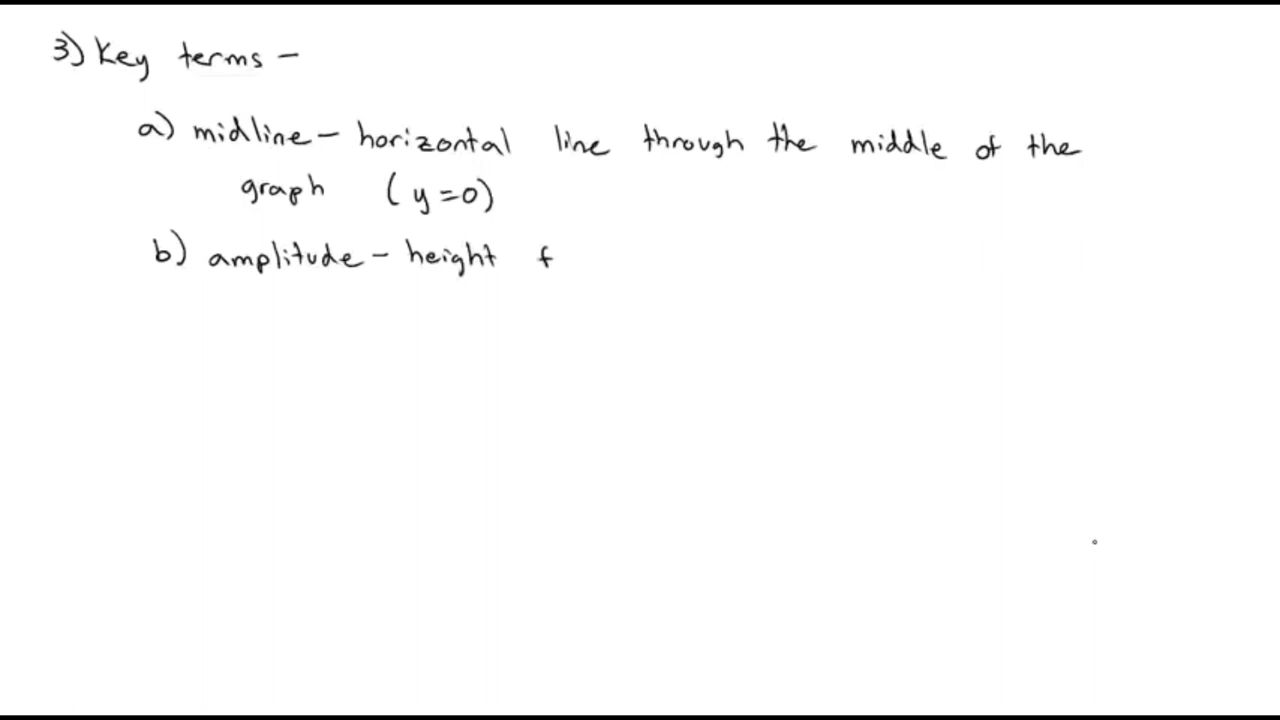 3) Key terms -
a) midline - horizontal line through the middle of the
graph (y=0)
b) amplitude - height f